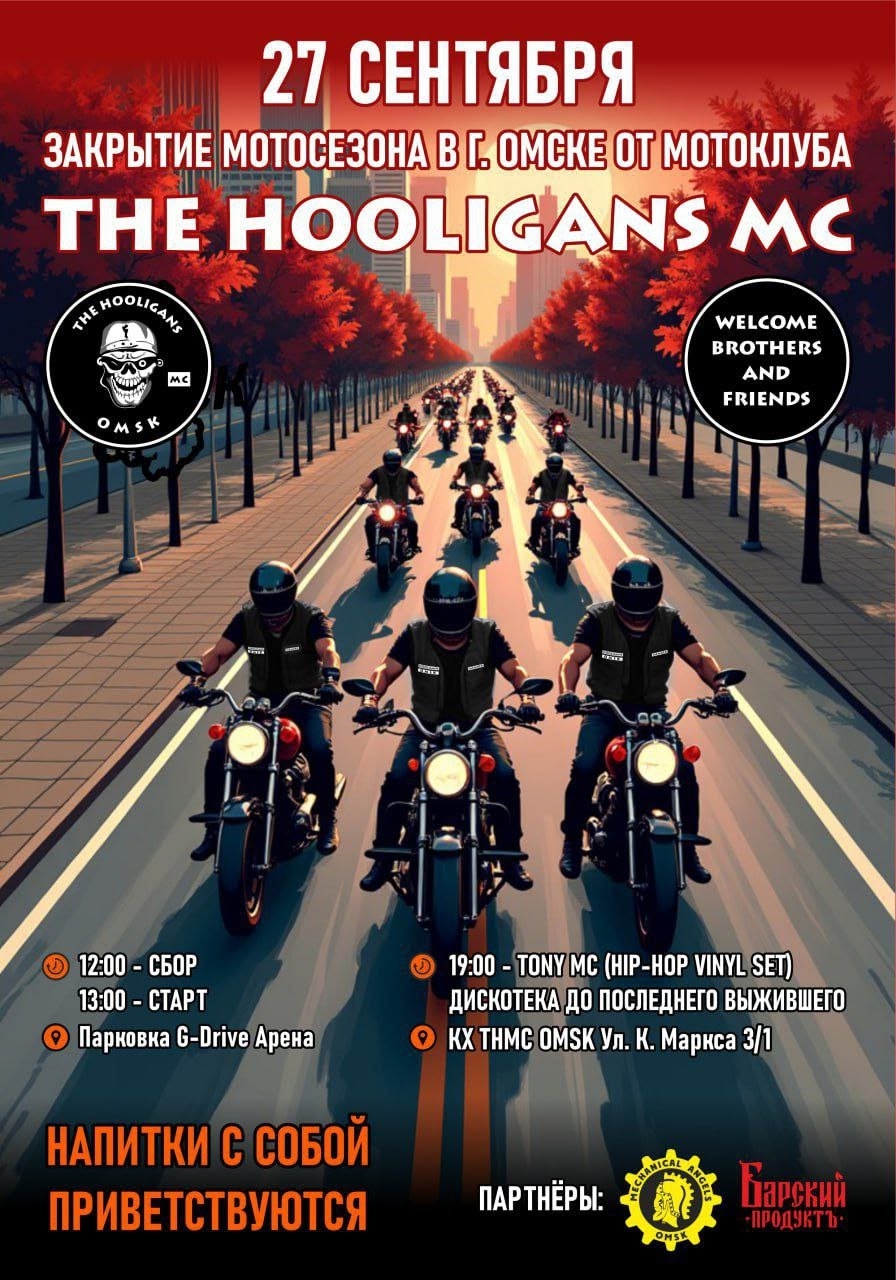 27 СЕНТЯБРЯ
ЗАКРЫТИЕ МОТОСЕЗОНА В Г. ОМСКЕ ОТ МОТОКЛУБА
THE HOOLIGANS MC
THE HOOLIGANS
MC
OMSK
WELCOME
BROTHERS
AND
FRIENDS
12:00 - СБОР
13:00 - СТАРТ
Парковка G-Drive Арена
19:00 - TONY MC (HIP-HOP VINYL SET)
ДИСКОТЕКА ДО ПОСЛЕДНЕГО ВЫЖИВШЕГО
КХ ТНМС OMSK Ул. К. Маркса 3/1
НАПИТКИ С СОБОЙ
ПРИВЕТСТВУЮТСЯ
ПАРТНЁРЫ:
MECHANICAL ANGELS
OMSK
Барский
ПРОДУКТЪ